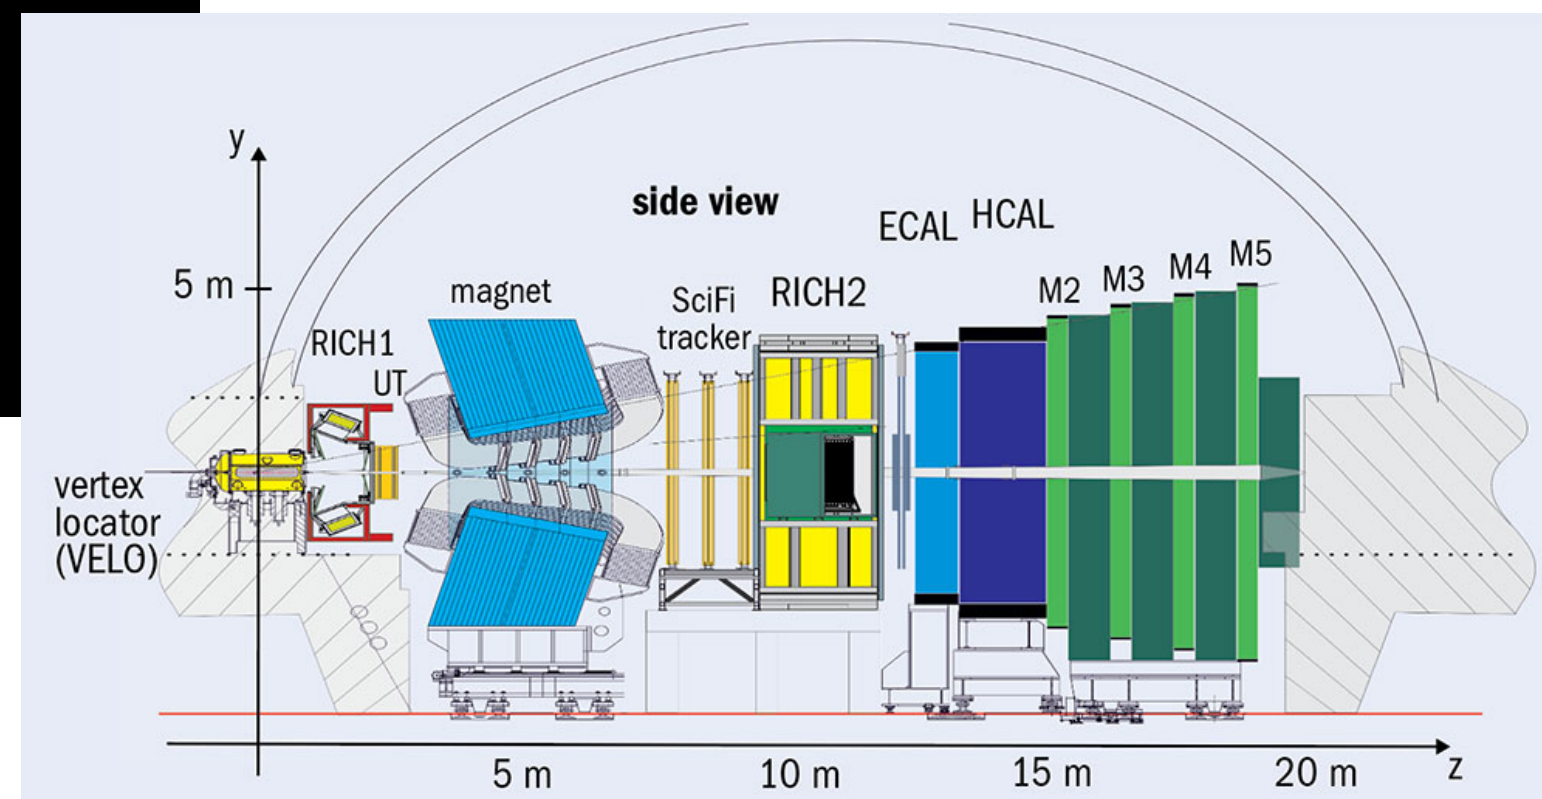 y
side view
ECAL
HCAL
5 m
magnet
SciFi
tracker
RICH2
M2
M3
M4
M5
RICH1
UT
vertex
locator
(VELO)
5 m
10 m
15 m
20 m
z